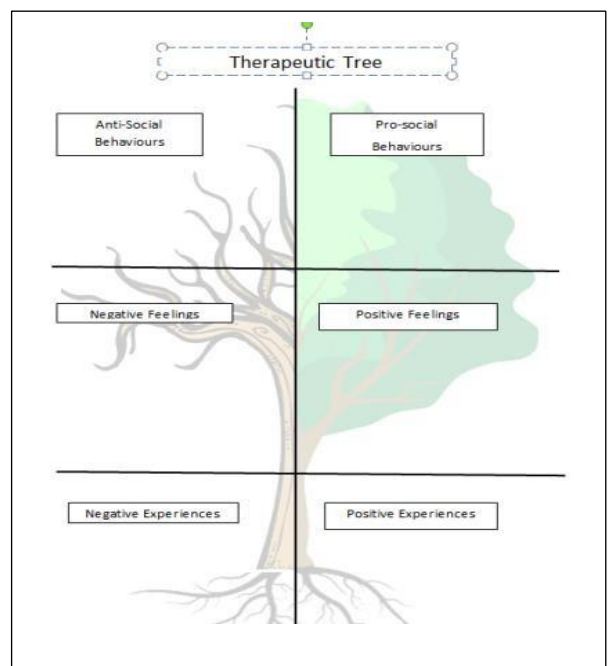 Therapeutic Tree
Anti-Social
Behaviours
Pro-social
Behaviours
Negative Feelings
Positive Feelings
Negative Experiences
Positive Experiences